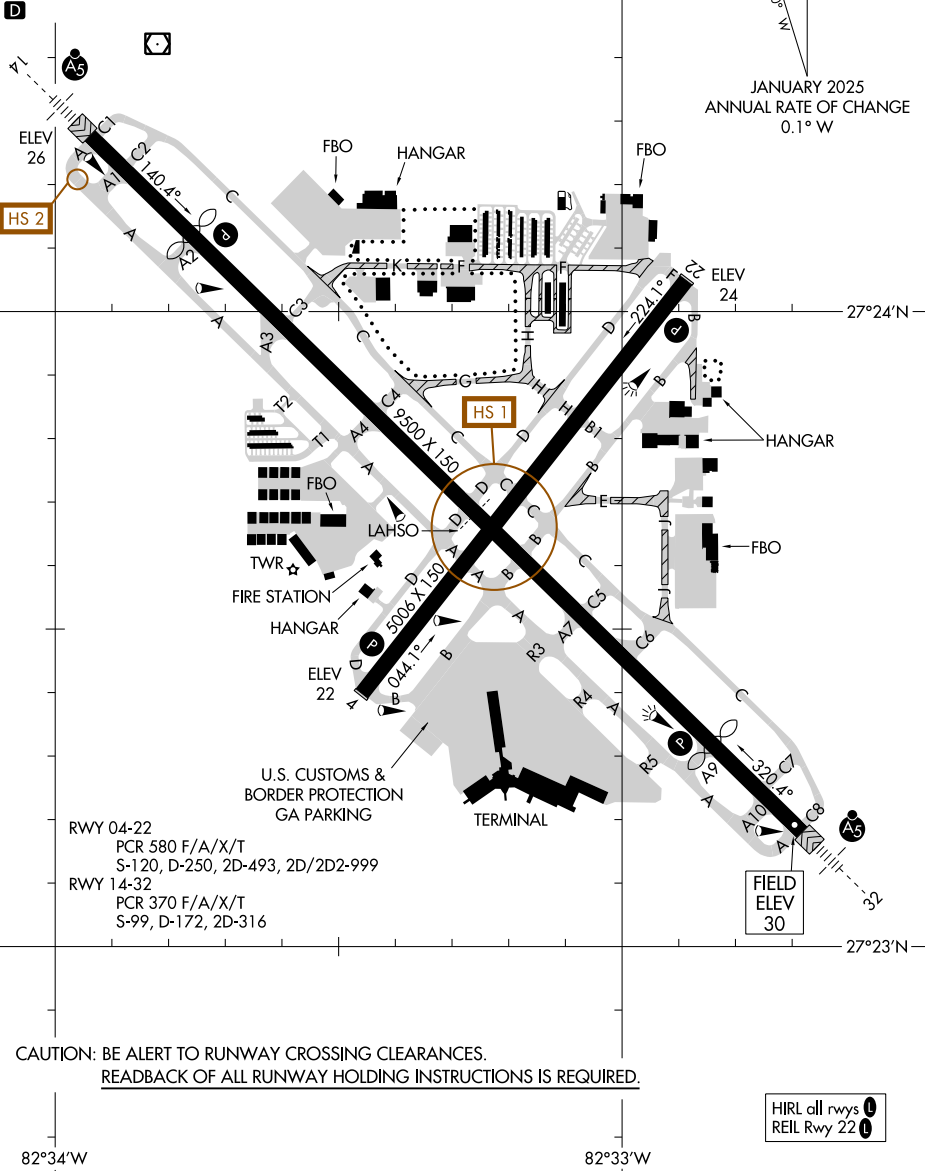 D
0° W
JANUARY 2025
ANNUAL RATE OF CHANGE
0.1° W
14
A5
ELEV
26
HS 2
A
A1
C1
C2
140.4°
C
P
A
A2
FBO
HANGAR
FBO
K
F
F
F
22
ELEV
24
224.1°
27°24'N
C3
A
A3
C
D
P
B
H
G
H
H
B
C4
9500 X 150
HS 1
T2
T1
A4
A
C
D
B1
B
HANGAR
FBO
D
C
C
D
E
J
LAHSO
A
A
B
B
C
FBO
TWR
FIRE STATION
HANGAR
D
5006 X 150
P
044.1°
ELEV
22
D
4
B
B
A
R3
A7
C5
C6
J
R4
A
C
P
R5
A9
320.4°
C7
A
A10
A
C8
A5
32
U.S. CUSTOMS &
BORDER PROTECTION
GA PARKING
TERMINAL
FIELD
ELEV
30
RWY 04-22
PCR 580 F/A/X/T
S-120, D-250, 2D-493, 2D/2D2-999
RWY 14-32
PCR 370 F/A/X/T
S-99, D-172, 2D-316
27°23'N
CAUTION: BE ALERT TO RUNWAY CROSSING CLEARANCES.
READBACK OF ALL RUNWAY HOLDING INSTRUCTIONS IS REQUIRED.
HIRL all rwys L
REIL Rwy 22 L
82°34'W
82°33'W